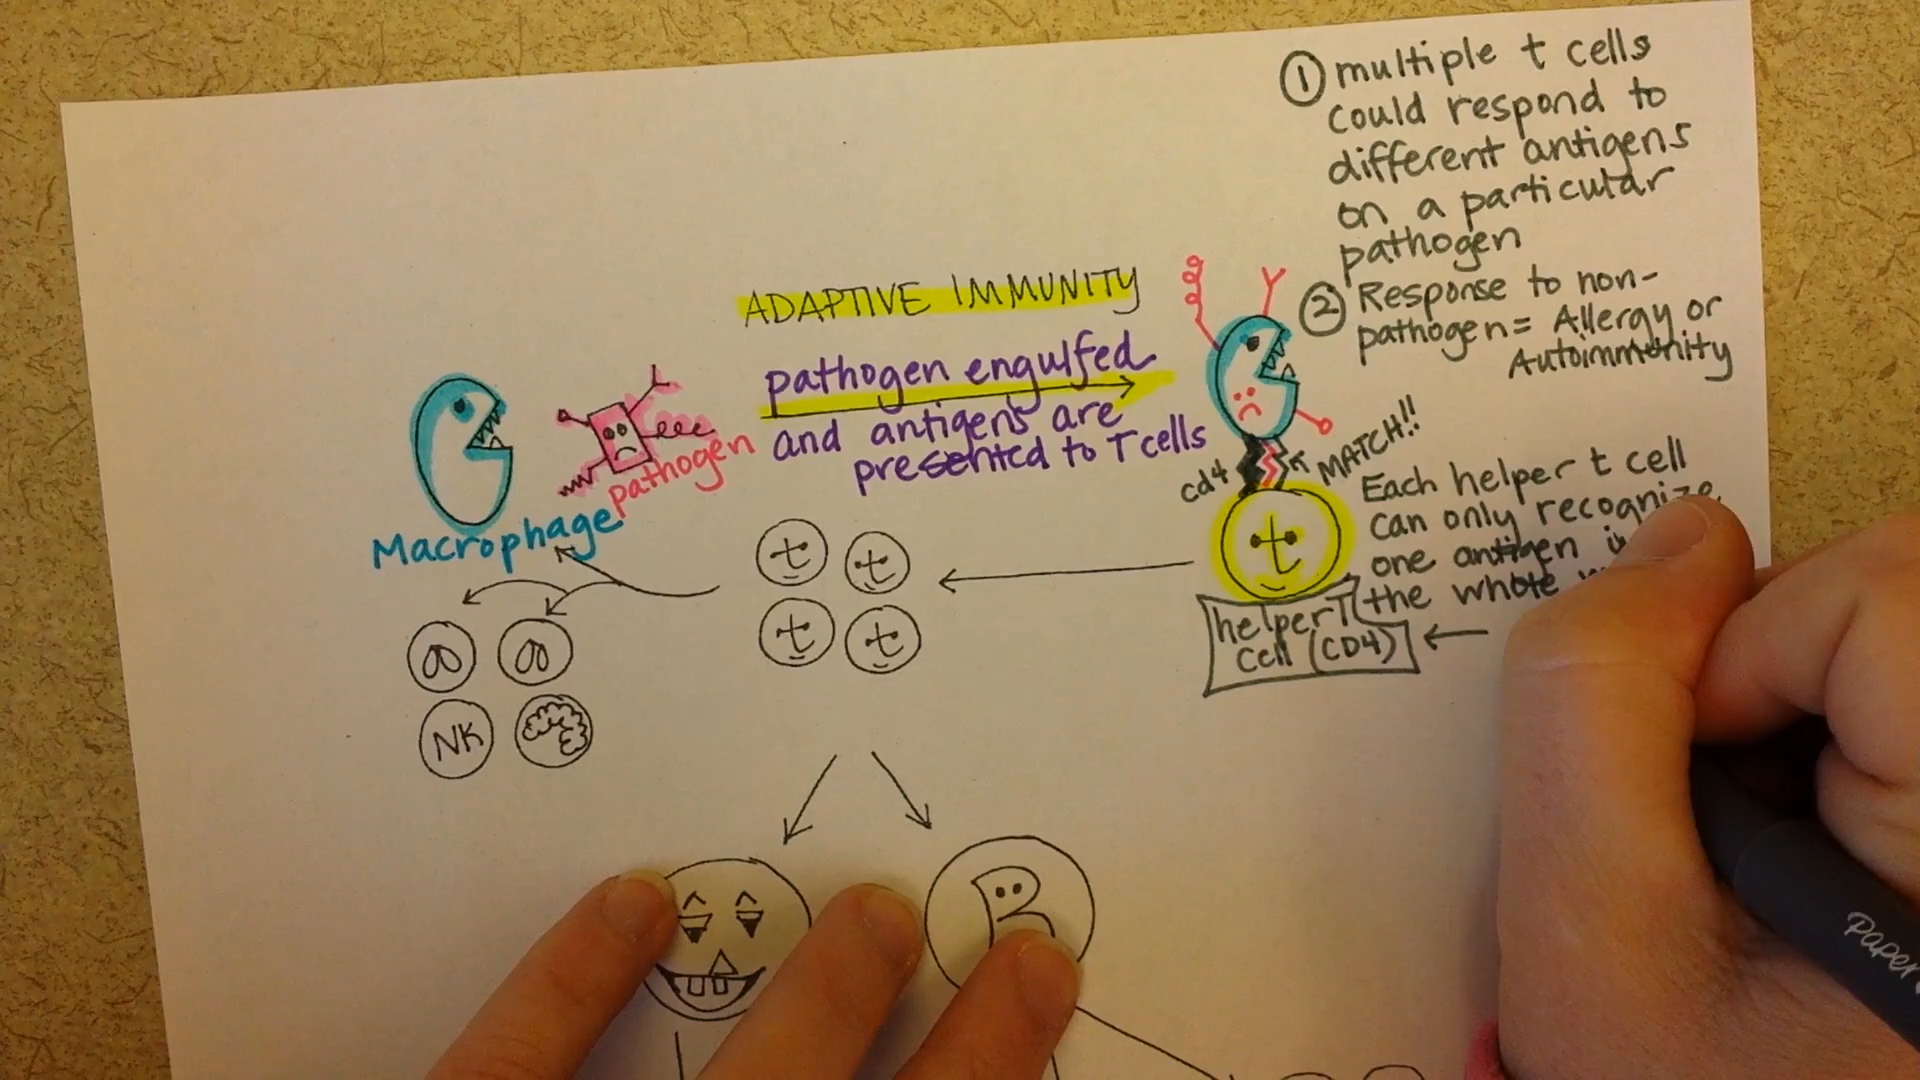 ① multiple t cells
could respond to
different antigens
on a particular
pathogen
② Response to non-
pathogen = Allergy or
Autoimmunity
ADAPTIVE IMMUNITY
pathogen engulfed
and antigens are
presented to T cells
Macrophage
pathogen
cd4
MATCH!!
Each helper t cell
can only recognize
one antigen
the whole
helper T
cell (CD4)
t
t
t
t
t
NK
B
PAPER